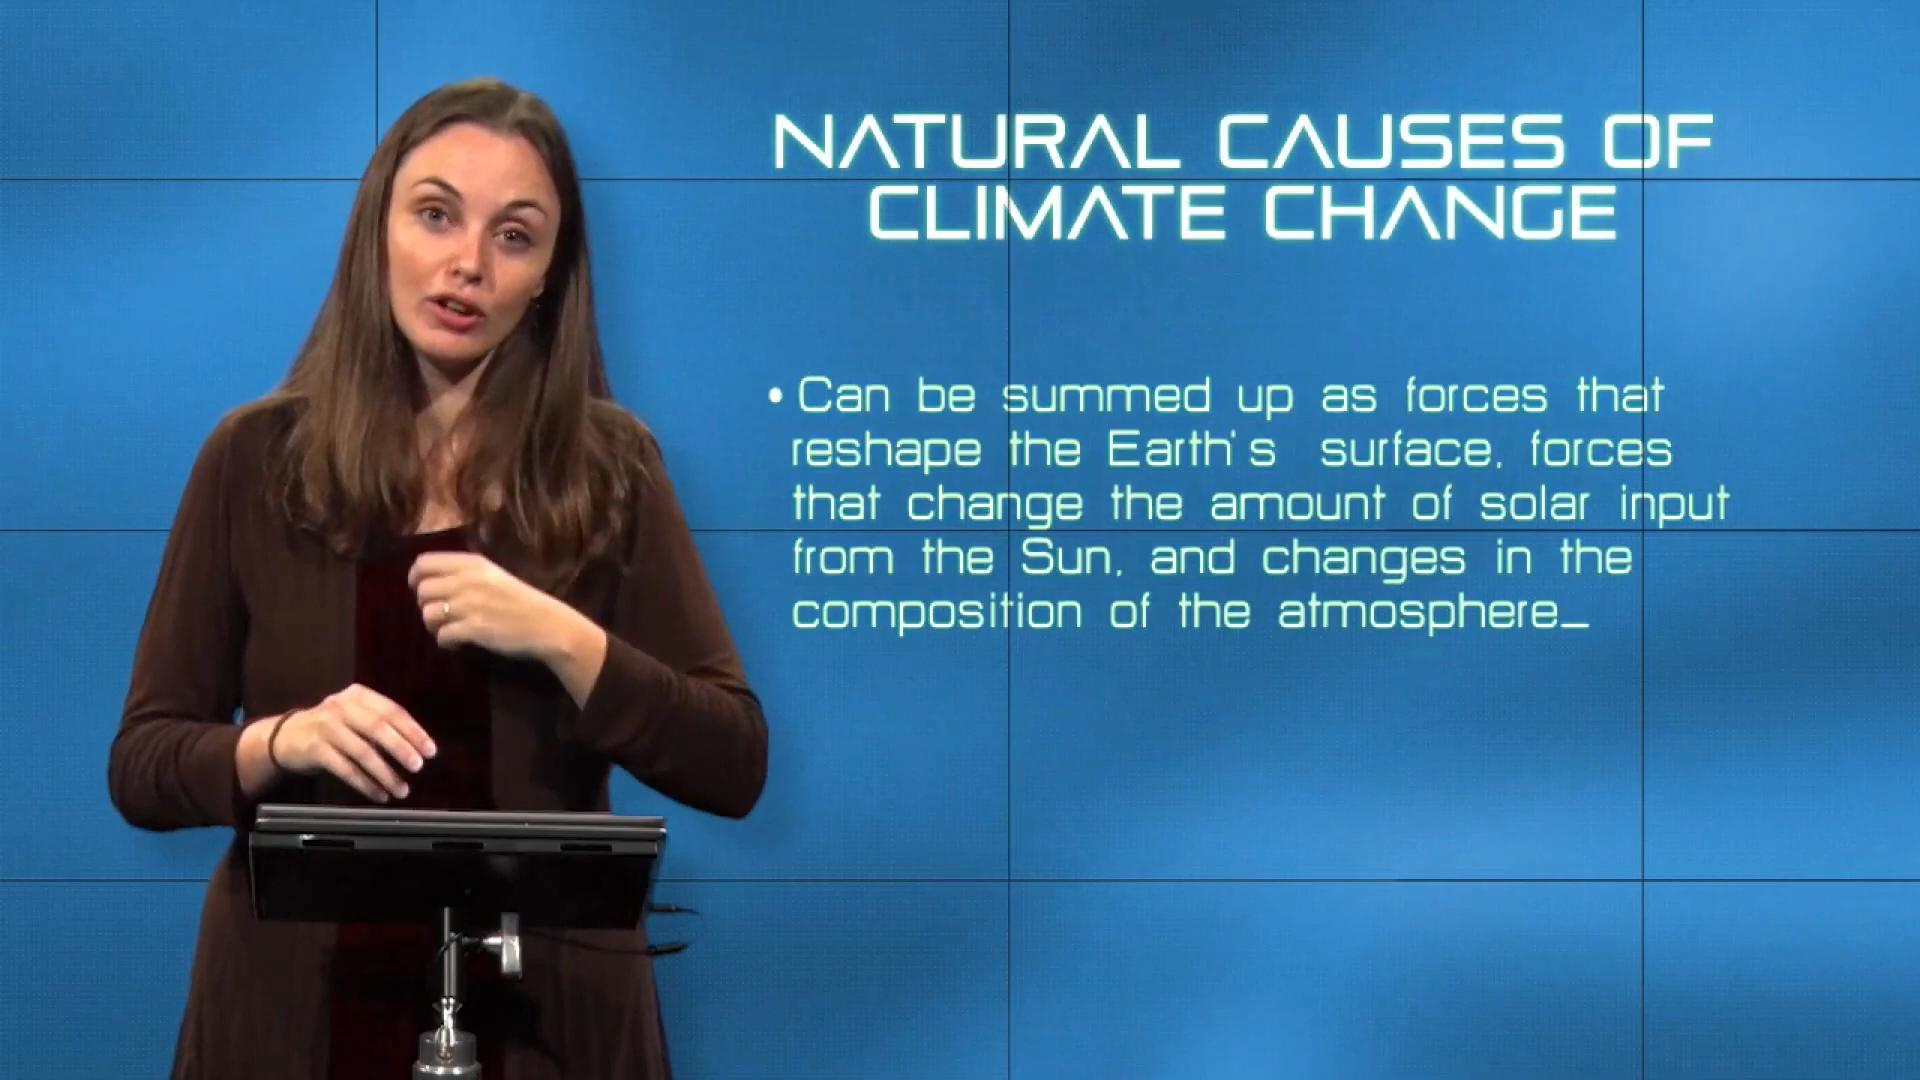 NATURAL CAUSES OF
CLIMATE CHANGE
• Can be summed up as forces that
reshape the Earth's surface, forces
that change the amount of solar input
from the Sun, and changes in the
composition of the atmosphere_